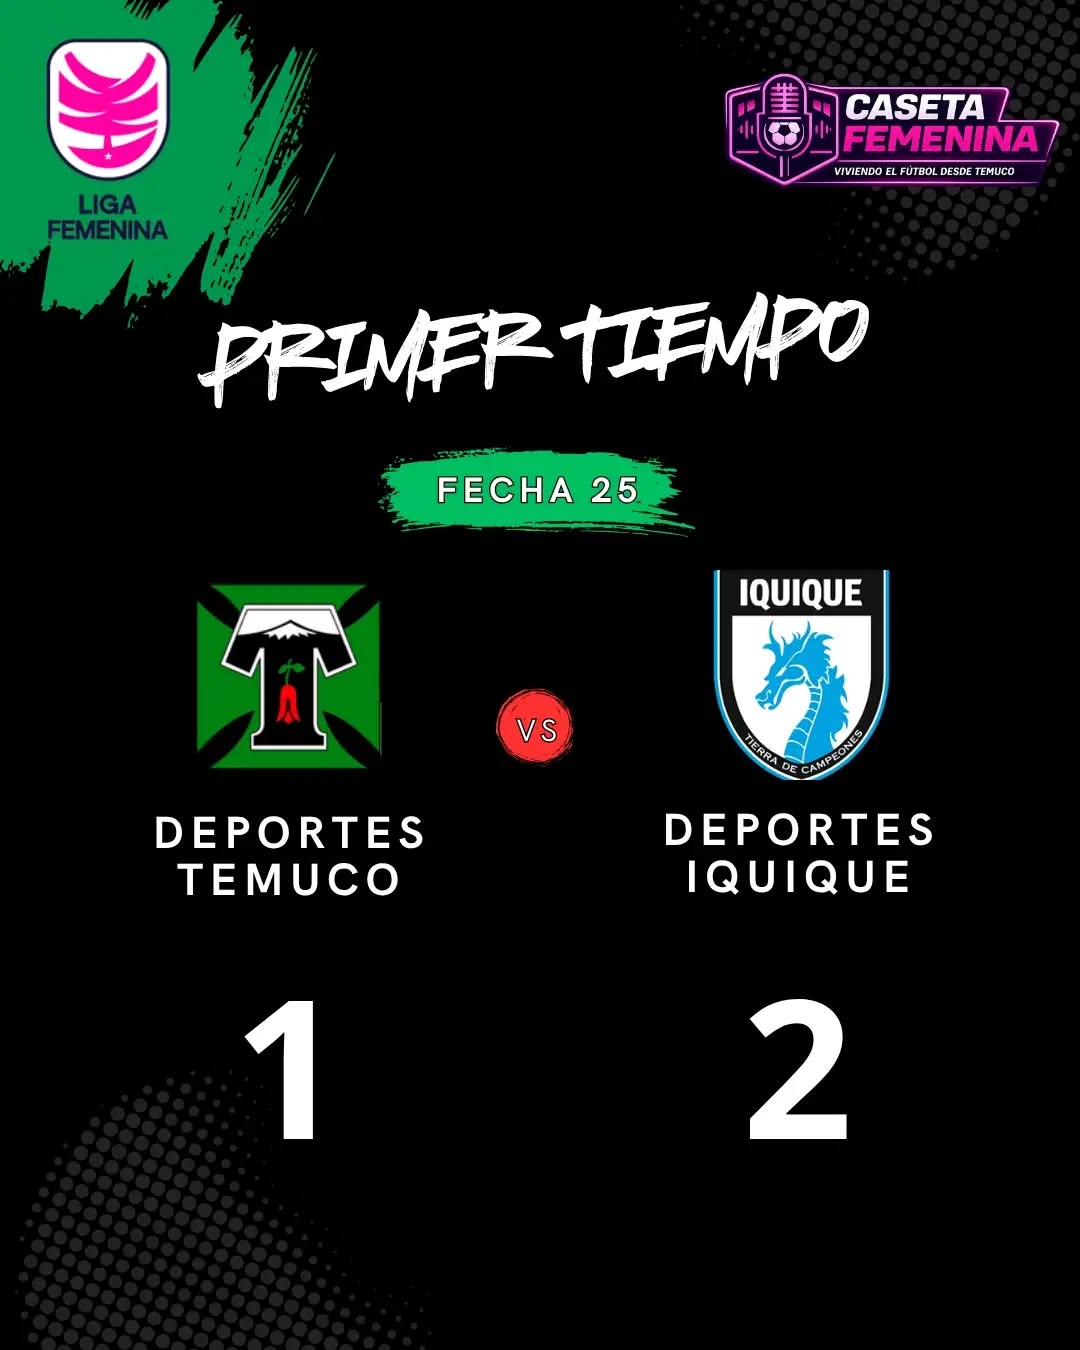 LIGA
FEMENINA
CASETA
FEMENINA
VIVIENDO EL FÚTBOL DESDE TEMUCO
PRIMER TIEMPO
FECHA 25
T
IQUIQUE
TIERRA DE CAMPEONES
VS
DEPORTES
TEMUCO
DEPORTES
IQUIQUE
1
2